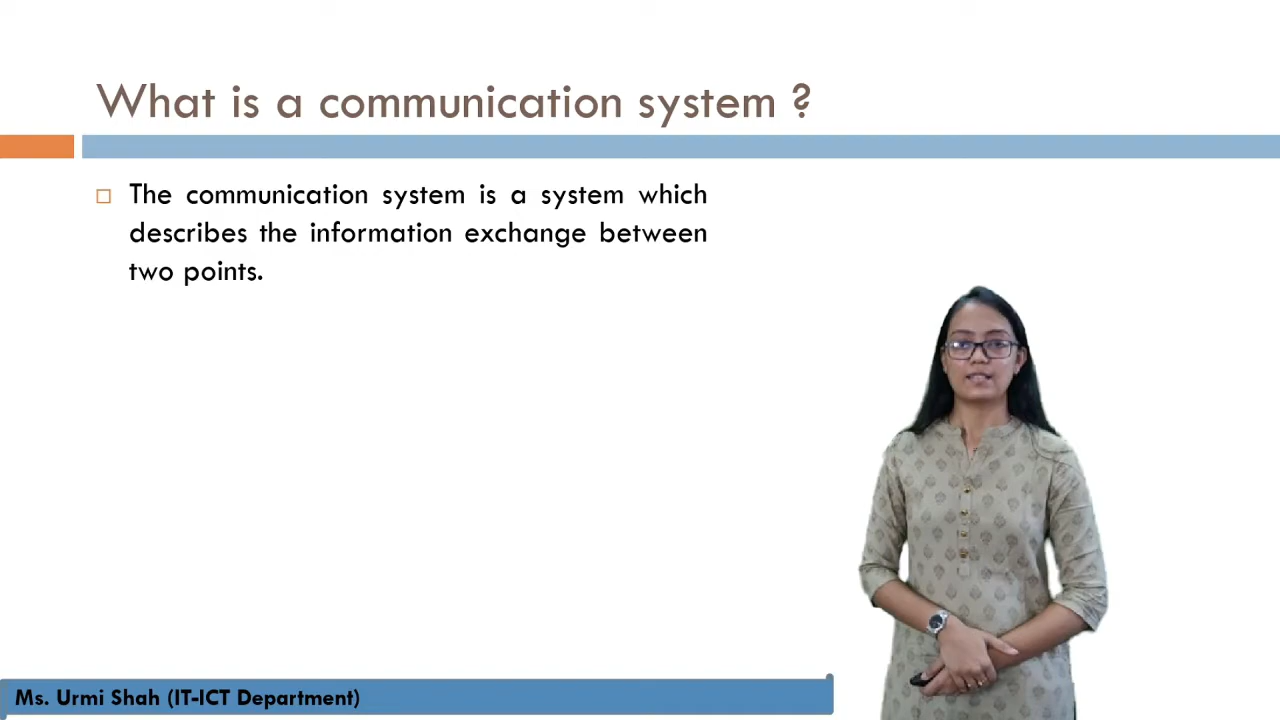 What is a communication system ?
The communication system is a system which
describes the information exchange between
two points.
Ms. Urmi Shah (IT-ICT Department)